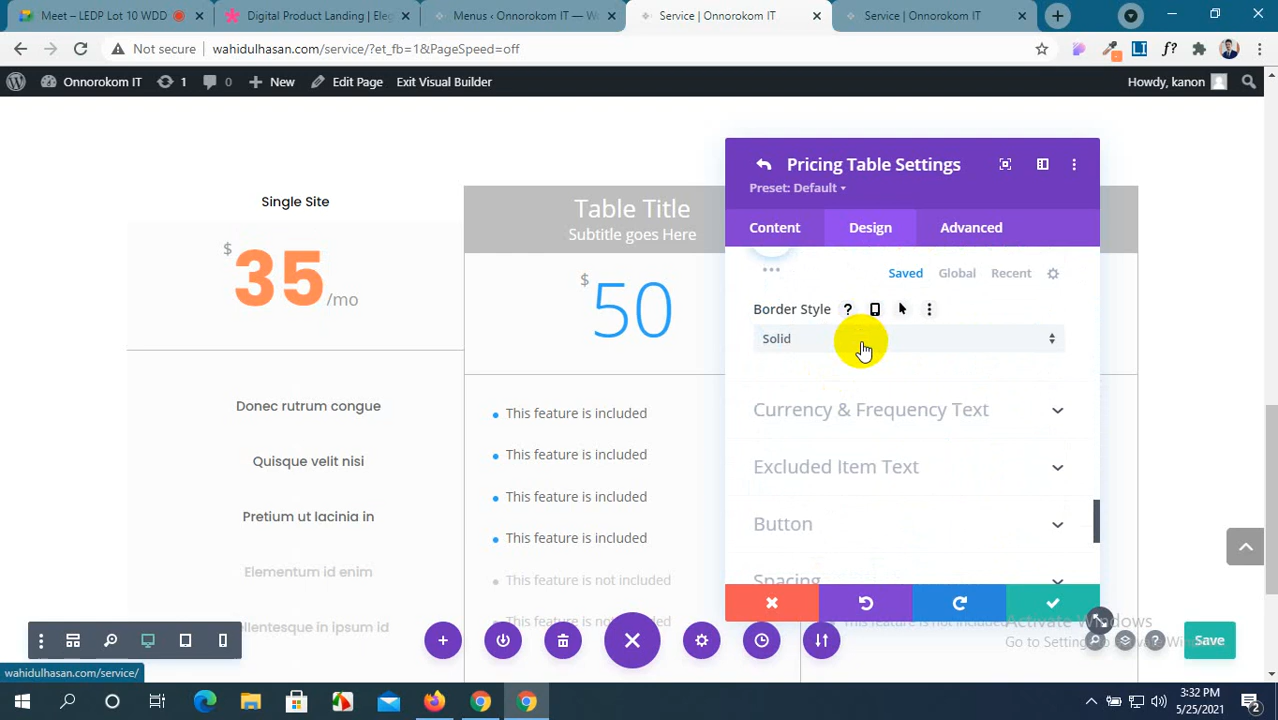 Meet – LEDP Lot 10 WDD
Digital Product Landing | Eleg
Menus ‹ Onnorokom IT — W
Service | Onnorokom IT
Service | Onnorokom IT
Not secure
wahidulhasan.com/service/?et_fb=1&PageSpeed=off
Onnorokom IT
1
0
New
Edit Page
Exit Visual Builder
Howdy, kanon
Single Site
$
35
/mo
Donec rutrum congue
Quisque velit nisi
Pretium ut lacinia in
Elementum id enim
ellentesque in mi
Table Title
Subtitle goes Here
$
50
This feature is included
This feature is included
This feature is included
This feature is included
This feature is not included
This feature is not included
Pricing Table Settings
Preset: Default
Content
Design
Advanced
Saved
Global
Recent
Border Style
Solid
Currency & Frequency Text
Excluded Item Text
Button
Spacing
Activate Windows
Save
wahidulhasan.com/service/
3:32 PM
5/25/2021
2